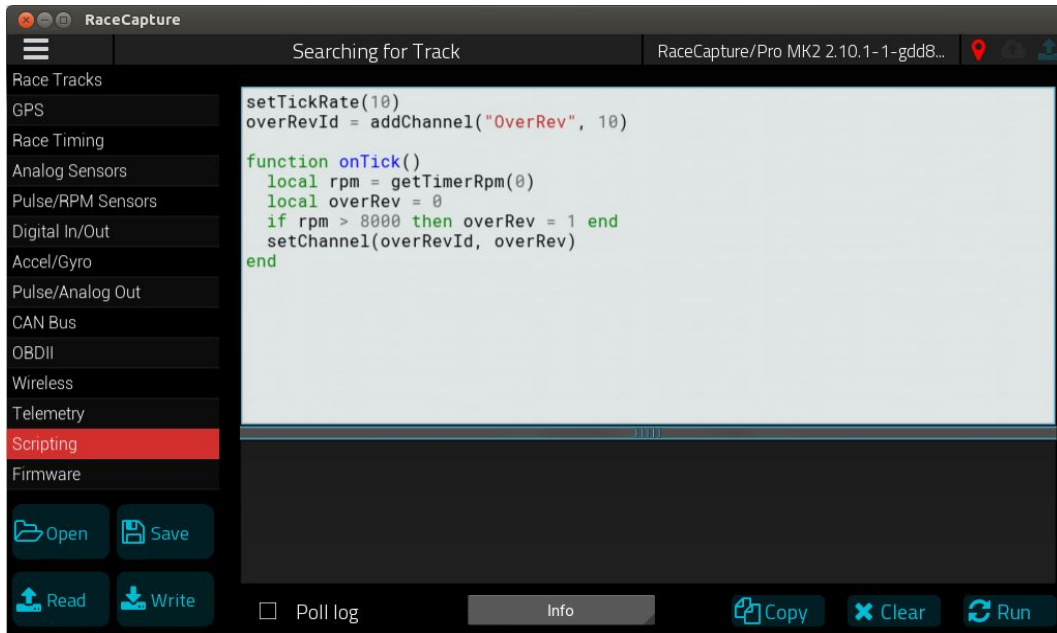 RaceCapture
Searching for Track
RaceCapture/Pro MK2 2.10.1-1-gdd8...
Race Tracks
GPS
Race Timing
Analog Sensors
Pulse/RPM Sensors
Digital In/Out
Accel/Gyro
Pulse/Analog Out
CAN Bus
OBDII
Wireless
Telemetry
Scripting
Firmware
Open
Save
Read
Write
setTickRate(10)
overRevId = addChannel("OverRev", 10)
function onTick()
  local rpm = getTimerRpm(0)
  local overRev = 0
  if rpm > 8000 then overRev = 1 end
  setChannel(overRevId, overRev)
end
Poll log
Info
Copy
Clear
Run